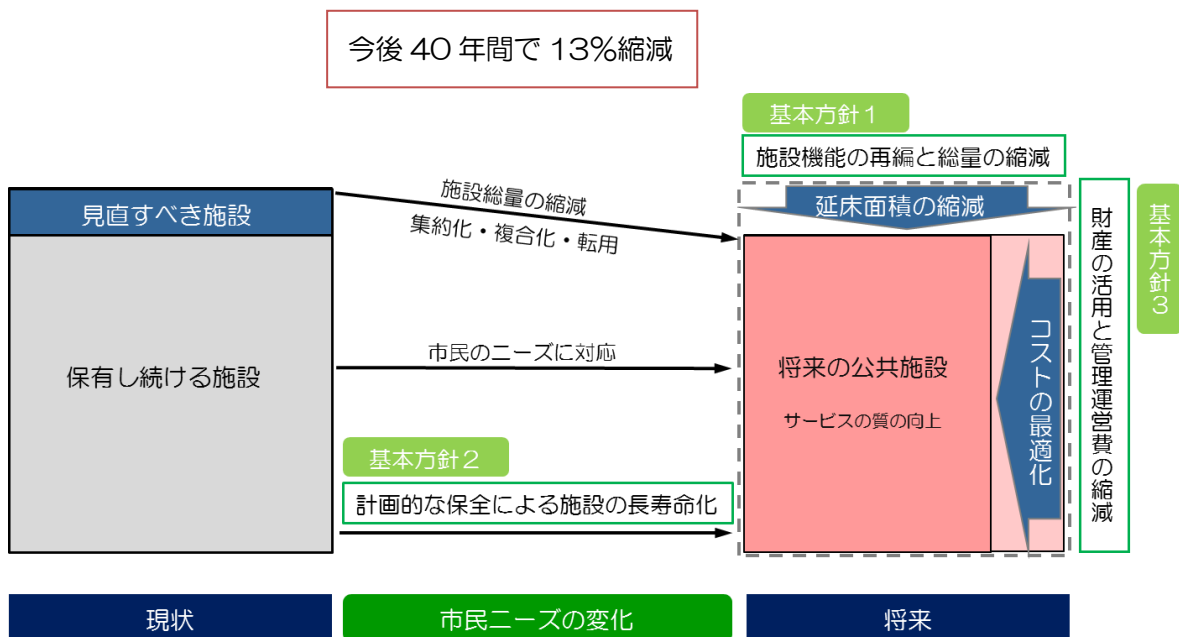 今後 40 年間で 13%縮減
基本方針１
施設機能の再編と総量の縮減
見直すべき施設
保有し続ける施設
施設総量の縮減
集約化・複合化・転用
市民のニーズに対応
基本方針２
計画的な保全による施設の長寿命化
延床面積の縮減
将来の公共施設
サービスの質の向上
コストの最適化
財産の活用と管理運営費の縮減
基本方針３
現状
市民ニーズの変化
将来